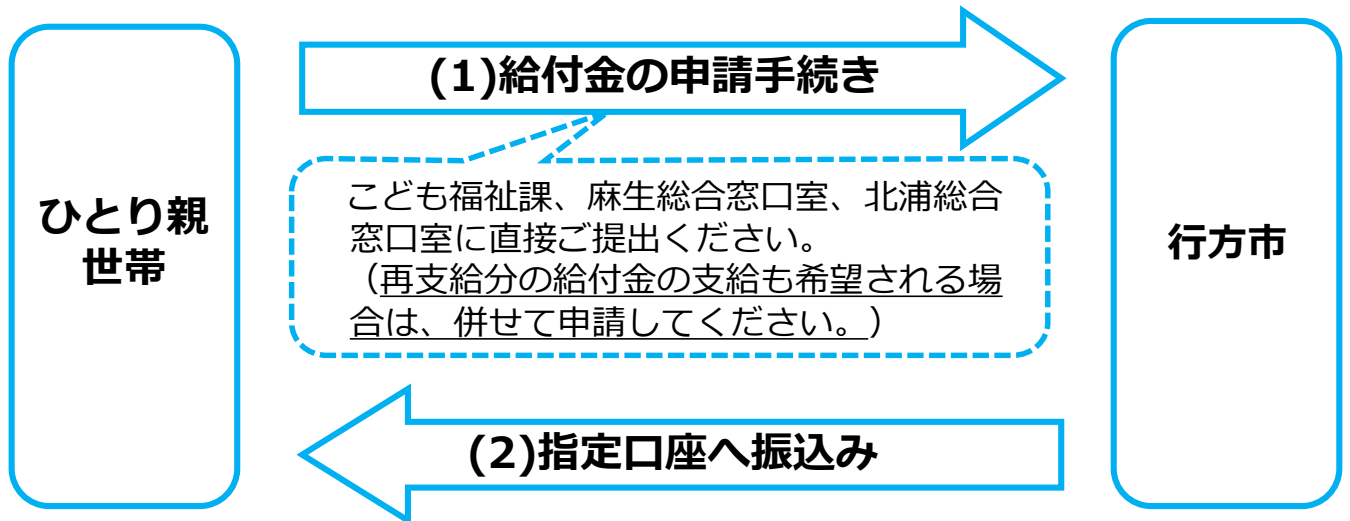 ひとり親
世帯
(1)給付金の申請手続き
こども福祉課、麻生総合窓口室、北浦総合
窓口室に直接ご提出ください。
（再支給分の給付金の支給も希望される場
合は、併せて申請してください。）
(2)指定口座へ振込み
行方市